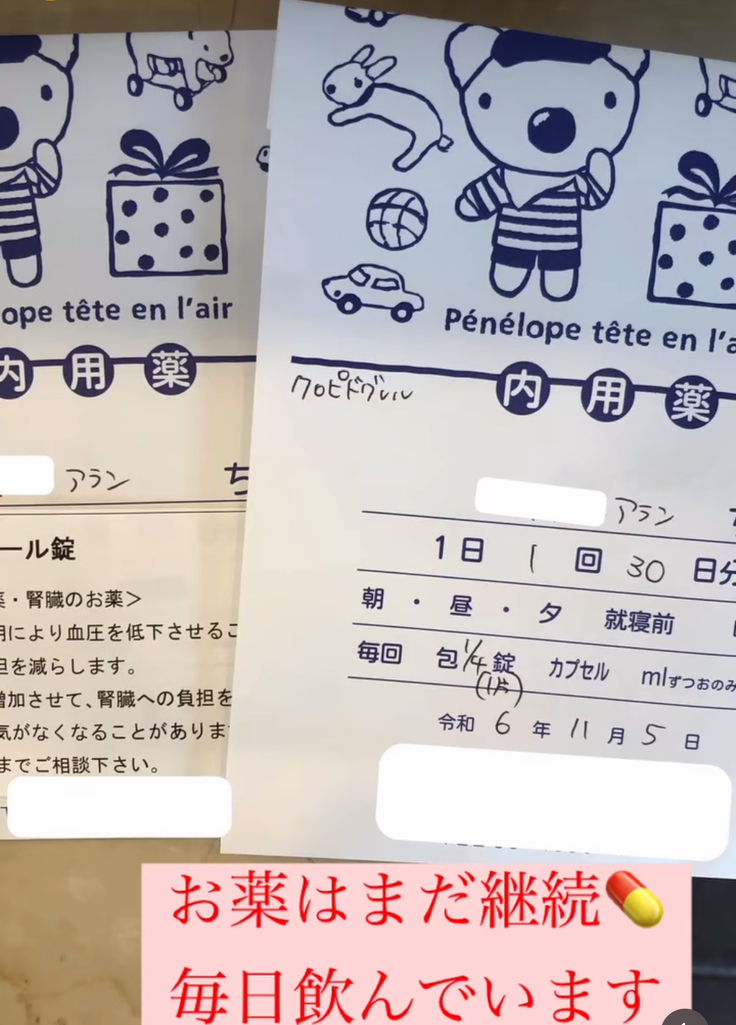 ope tête en l'air
内用薬
アラン ち
ール錠
薬・腎臓のお薬＞
用により血圧を低下させるこ
担を減らします。
増加させて、腎臓への負担を
気がなくなることがありま
までご相談下さい。
Pénélope tête en l'a
クロピドグレル
内用薬
アラン
1日 1 回 30 日分
朝・昼・夕 就寝前
毎回 包 1/4 錠 カプセル mlずつおのみ
(1片)
令和 6 年 11 月 5 日
お薬はまだ継続💊
毎日飲んでいます